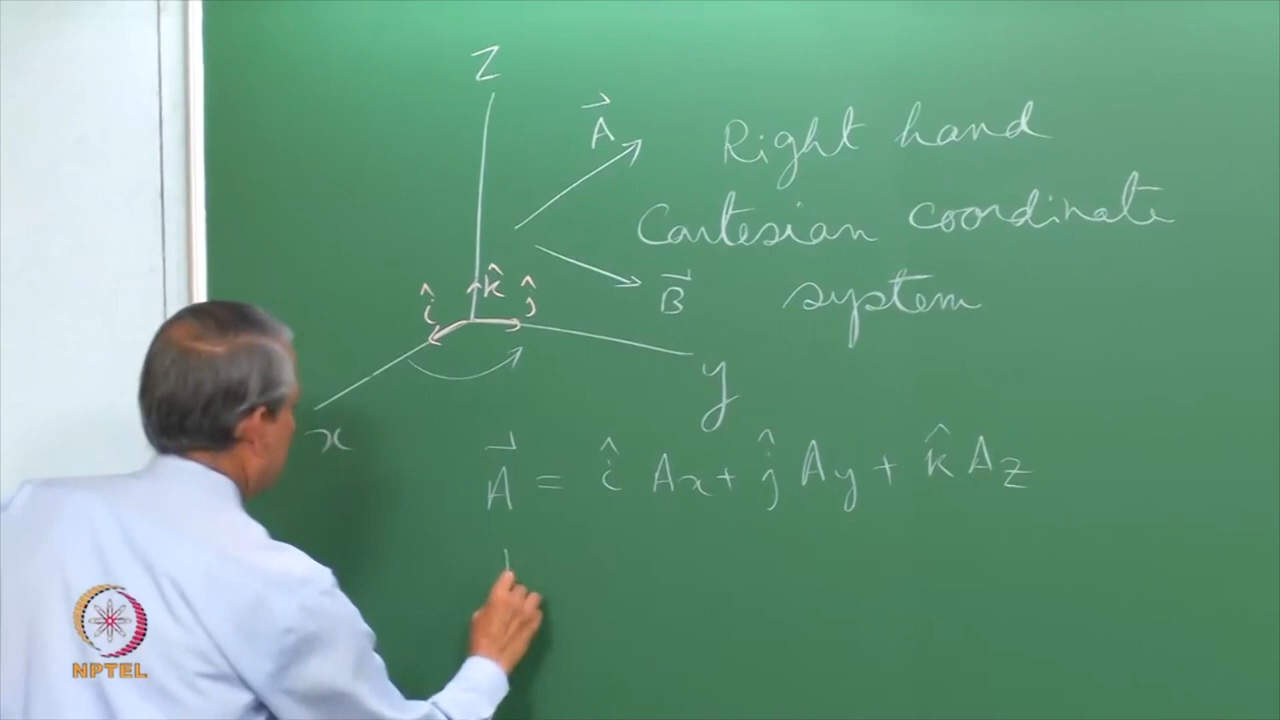 Z
A⃗
Right hand
Cartesian coordinate
system
î k̂ ĵ
B⃗
x
y
A⃗ = î Ax + ĵ Ay + k̂ Az
NPTEL